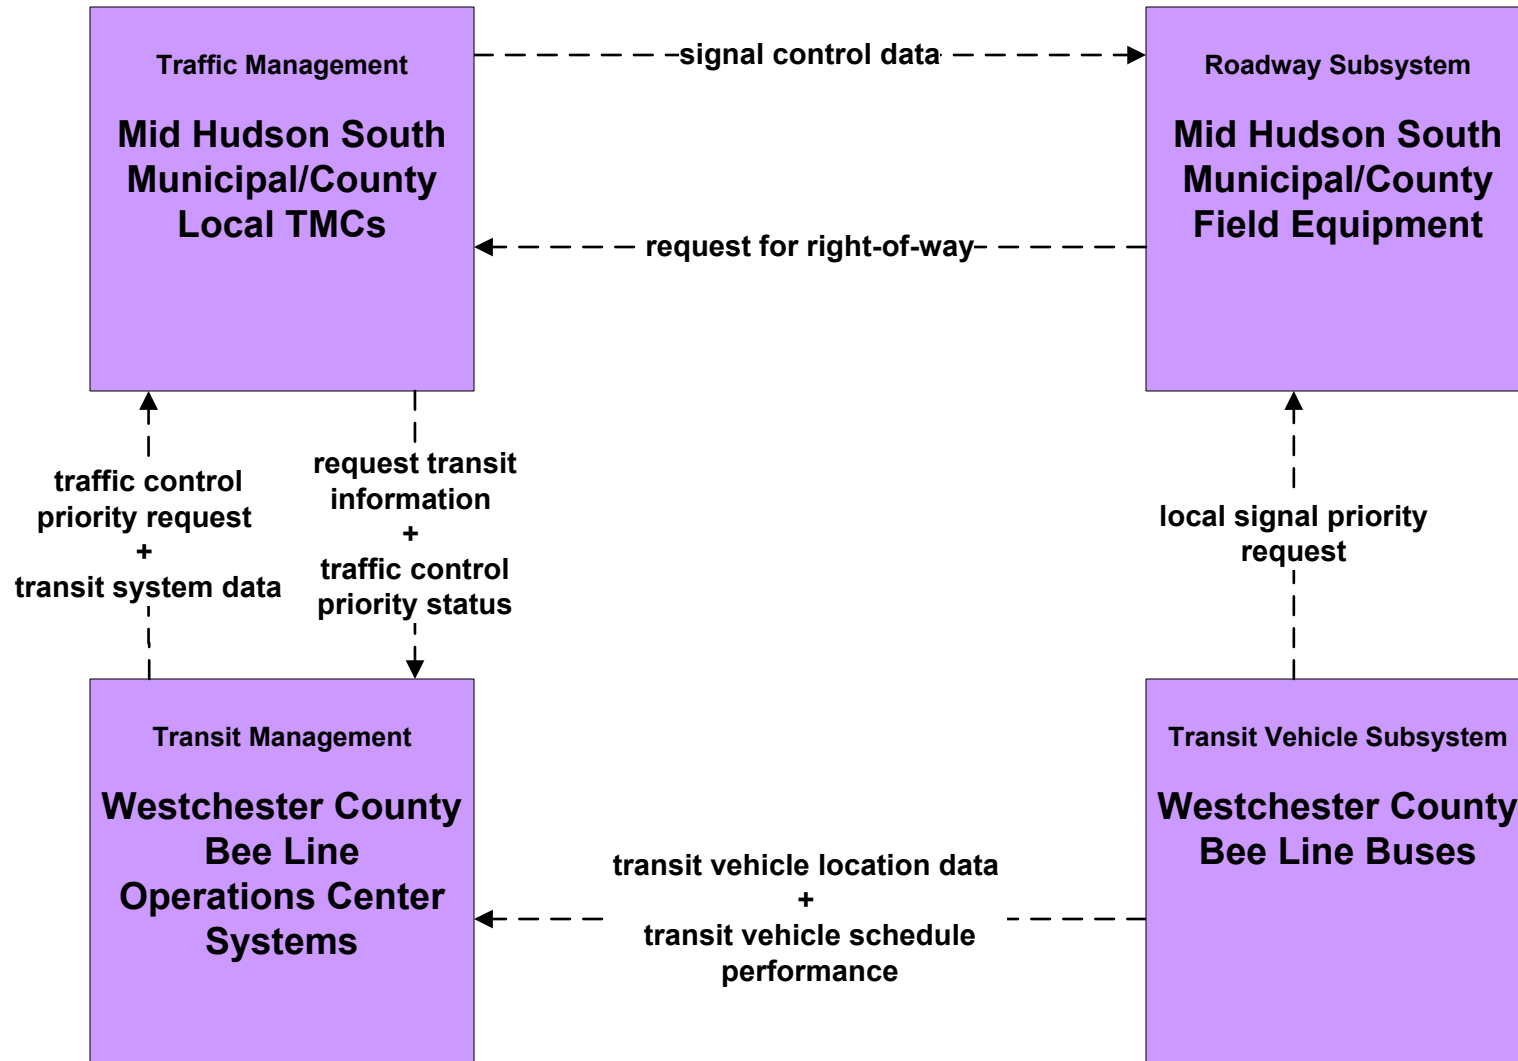 Traffic Management
Mid Hudson South
Municipal/County
Local TMCs
signal control data
request for right-of-way
Roadway Subsystem
Mid Hudson South
Municipal/County
Field Equipment
traffic control
priority request
+
transit system data
request transit
information
+
traffic control
priority status
local signal priority
request
Transit Management
Westchester County
Bee Line
Operations Center
Systems
transit vehicle location data
+
transit vehicle schedule
performance
Transit Vehicle Subsystem
Westchester County
Bee Line Buses